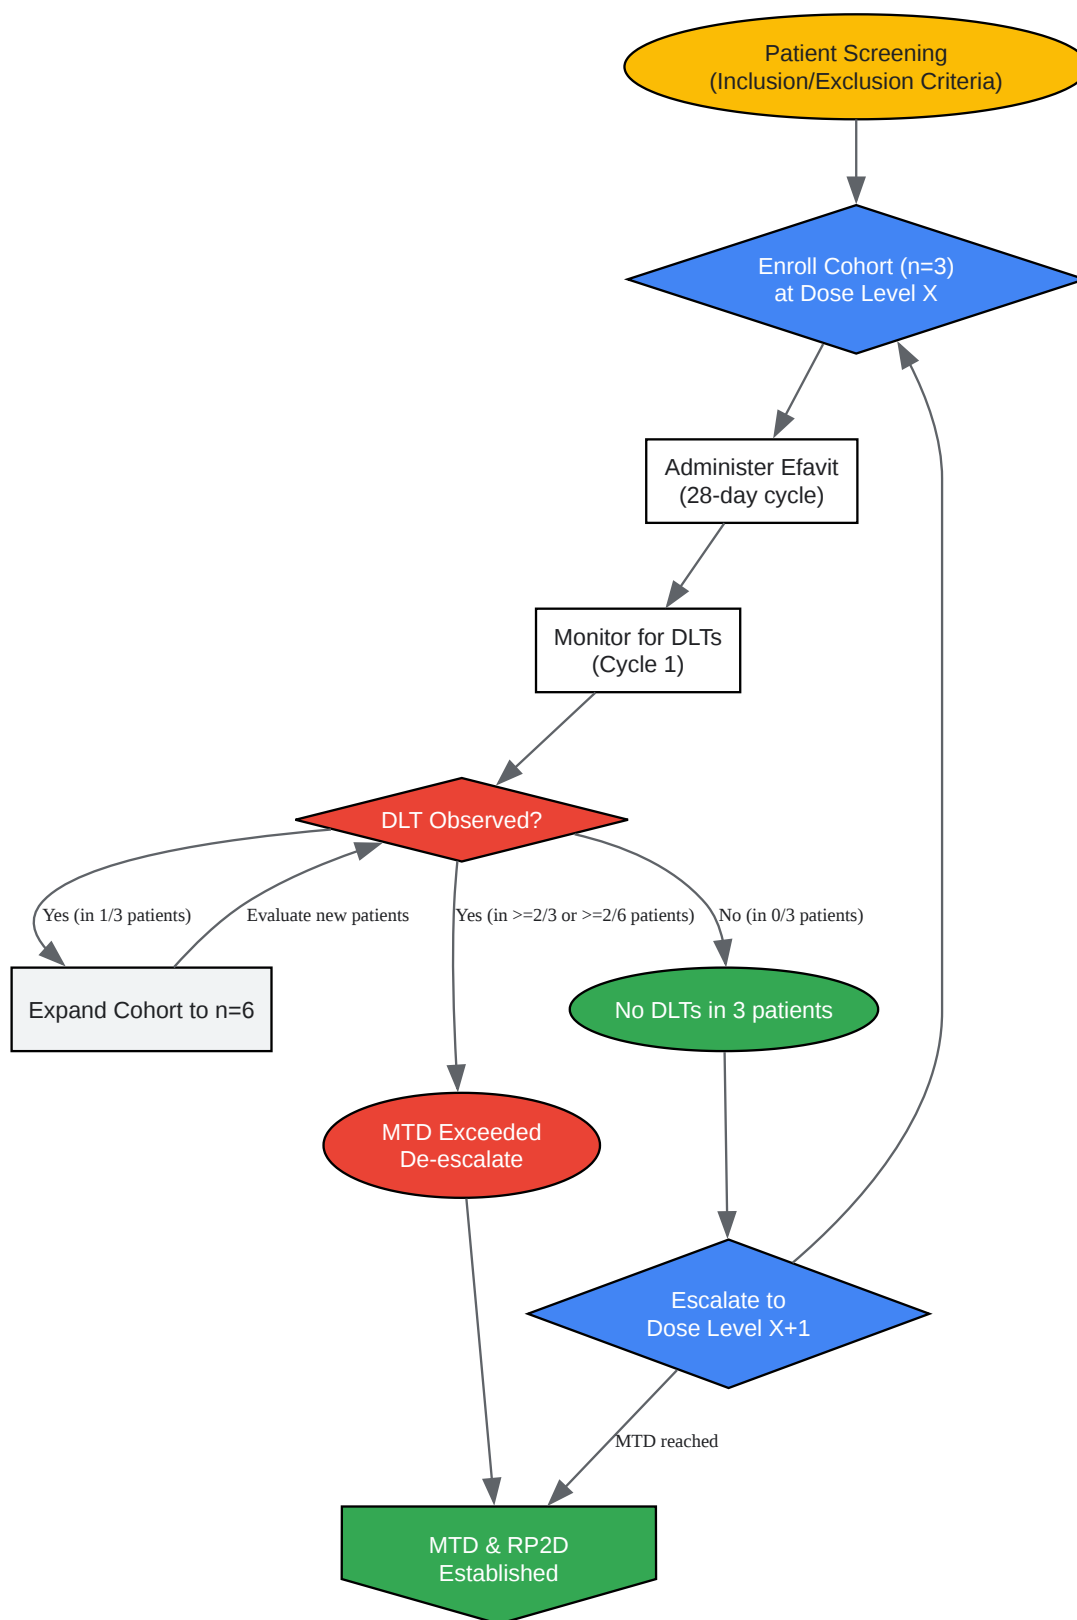 Patient Screening
(Inclusion/Exclusion Criteria)
Enroll Cohort (n=3)
at Dose Level X
Administer Efavit
(28-day cycle)
Monitor for DLTs
(Cycle 1)
DLT Observed?
Yes (in 1/3 patients)
Evaluate new patients
Yes (in >=2/3 or >=2/6 patients)
No (in 0/3 patients)
Expand Cohort to n=6
No DLTs in 3 patients
MTD Exceeded
De-escalate
Escalate to
Dose Level X+1
MTD reached
MTD & RP2D
Established